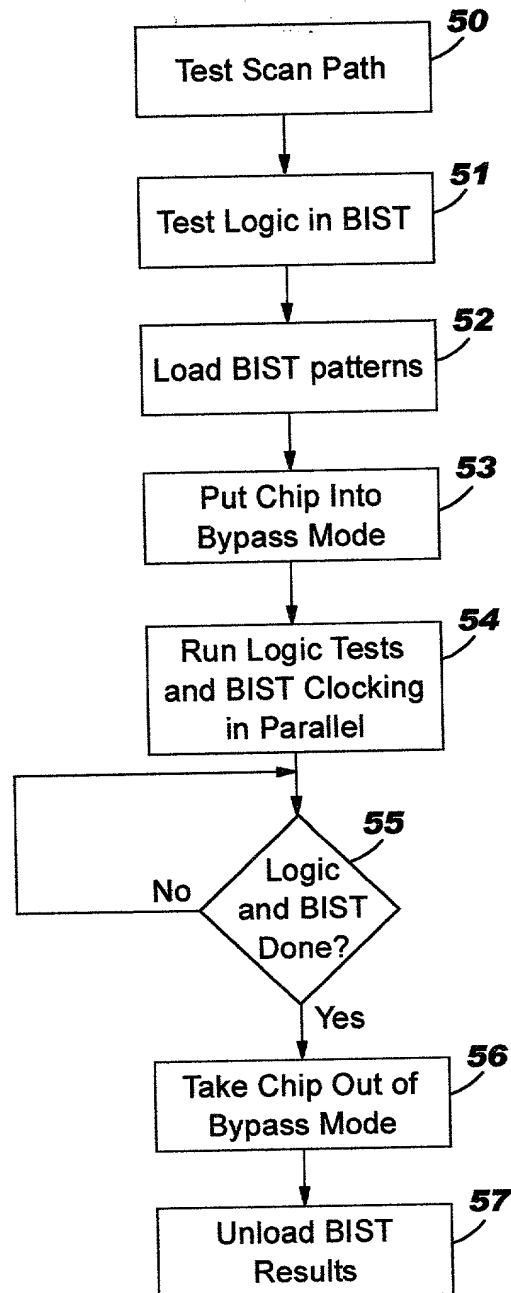 50
Test Scan Path
51
Test Logic in BIST
52
Load BIST patterns
53
Put Chip Into
Bypass Mode
54
Run Logic Tests
and BIST Clocking
in Parallel
55
Logic
and BIST
Done?
No
Yes
56
Take Chip Out of
Bypass Mode
57
Unload BIST
Results